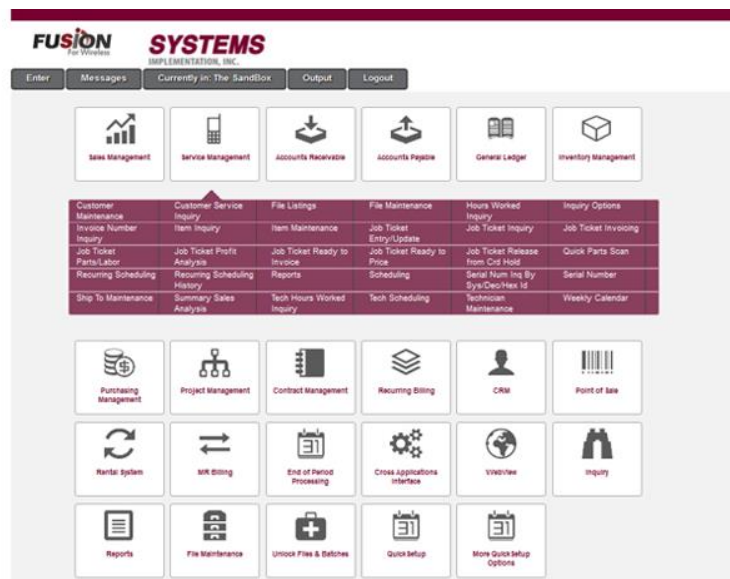 FUSION
For Wireless
SYSTEMS
IMPLEMENTATION, INC.
Enter Messages Currently in: The SandBox Output Logout
Sales Management Service Management Accounts Receivable Accounts Payable General Ledger Inventory Management
Customer Customer Service File Listings File Maintenance Hours Worked Inquiry Options
Maintenance Inquiry Inquiry
Invoice Number Item Inquiry Item Maintenance Job Ticket Job Ticket Inquiry Job Ticket Invoicing
Inquiry Entry/Update
Job Ticket Job Ticket Profit Job Ticket Ready to Job Ticket Ready to Job Ticket Release Quick Parts Scan
Parts/Labor Analysis Invoice Price from Crd Hold
Recurring Scheduling Recurring Scheduling Reports Scheduling Serial Num Inq By Serial Number
History Sys/Dec/Hex Id
Ship To Maintenance Summary Sales Tech Hours Worked Tech Scheduling Technician Weekly Calendar
Analysis Inquiry Maintenance
Purchasing Project Management Contract Management Recurring Billing CRM Point of Sale
Management
31
Rental System MR Billing End of Period Cross Applications WebView Inquiry
Processing Interface
31 31
Reports File Maintenance Unlock Files & Batches Quick Setup More Quick Setup
Options